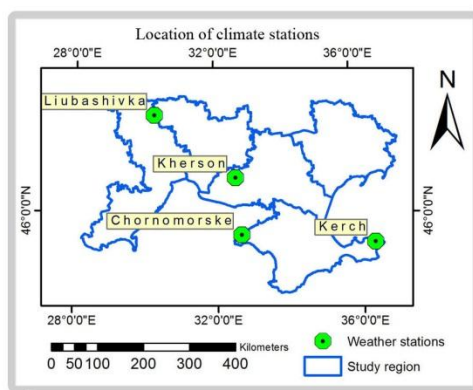 Location of climate stations
28°0'0"E 32°0'0"E 36°0'0"E
N
Liubashivka
Kherson
Chornomorske
Kerch
46°0'0"N
46°0'0"N
28°0'0"E 32°0'0"E 36°0'0"E
Kilometers
0 50 100 200 300 400
Weather stations
Study region